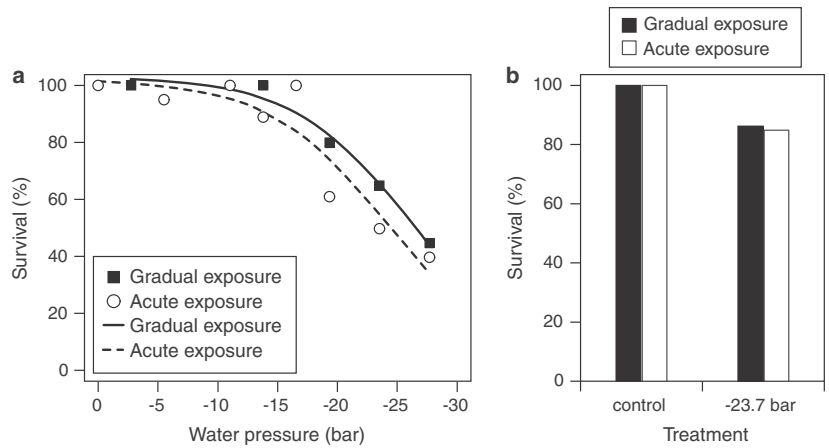 a
100
80
60
40
20
0
Survival (%)
Gradual exposure
Acute exposure
Gradual exposure
Acute exposure
0 -5 -10 -15 -20 -25 -30
Water pressure (bar)
Gradual exposure
Acute exposure
b
100
80
60
40
20
0
Survival (%)
control -23.7 bar
Treatment